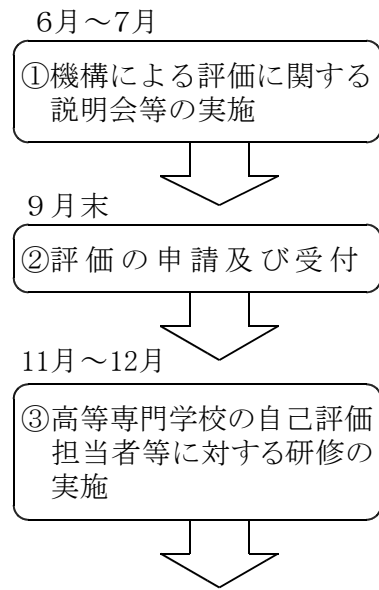 6月～7月
①機構による評価に関する
説明会等の実施
９月末
②評価の申請及び受付
11月～12月
③高等専門学校の自己評価
担当者等に対する研修の
実施